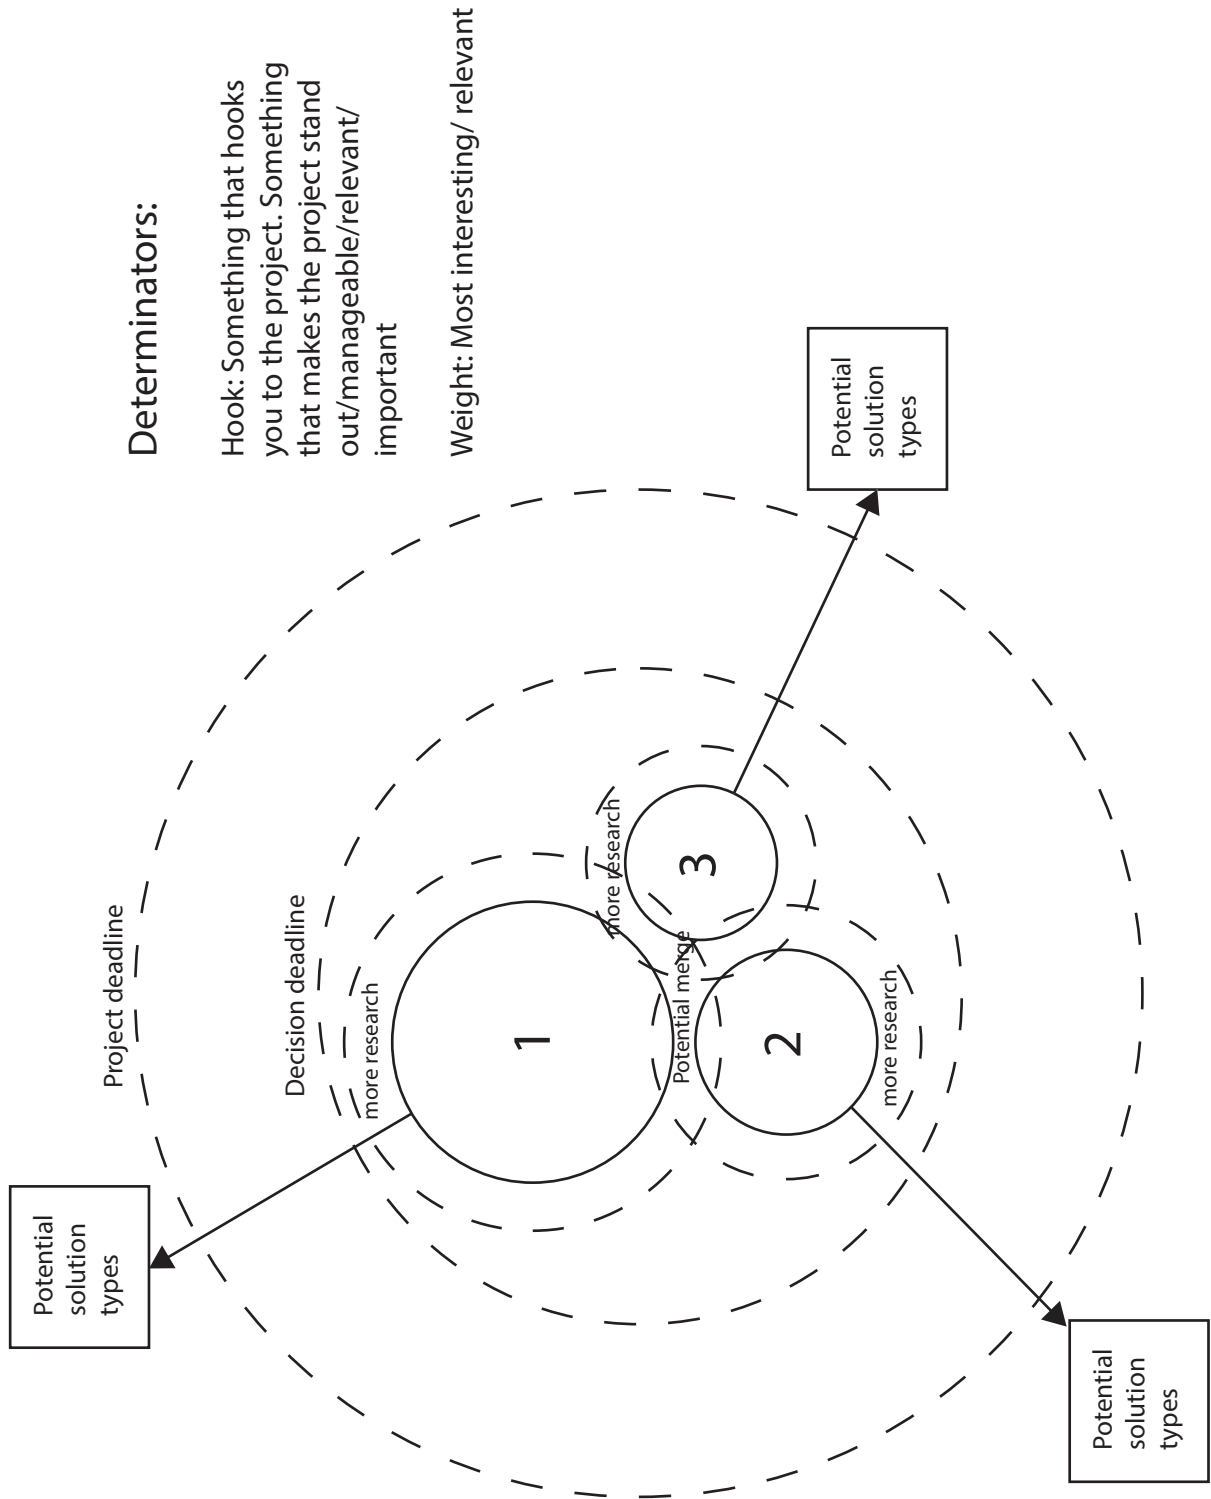 Determinators:
Hook: Something that hooks
you to the project. Something
that makes the project stand
out/manageable/relevant/
important
Weight: Most interesting/ relevant
Project deadline
Decision deadline
more research
1
more research
3
Potential merge
2
more research
Potential
solution
types
Potential
solution
types
Potential
solution
types